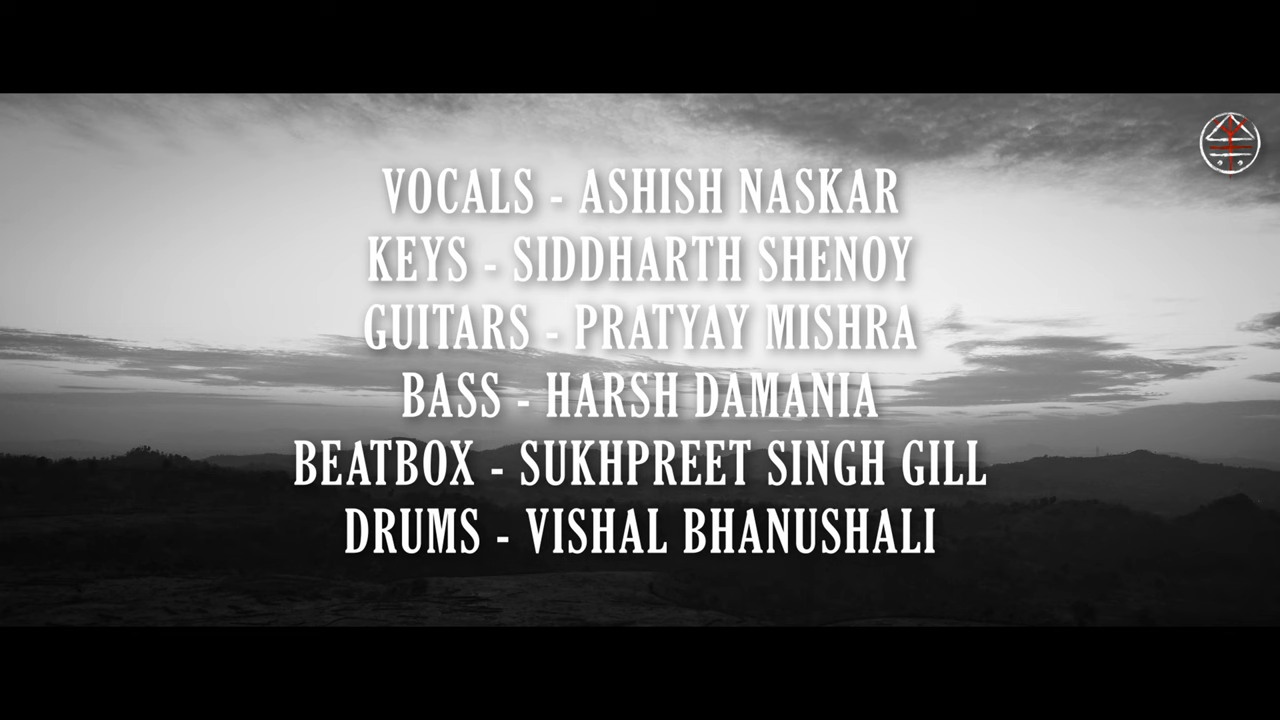 VOCALS - ASHISH NASKAR
KEYS - SIDDHARTH SHENOY
GUITARS - PRATYAY MISHRA
BASS - HARSH DAMANIA
BEATBOX - SUKHPREET SINGH GILL
DRUMS - VISHAL BHANUSHALI